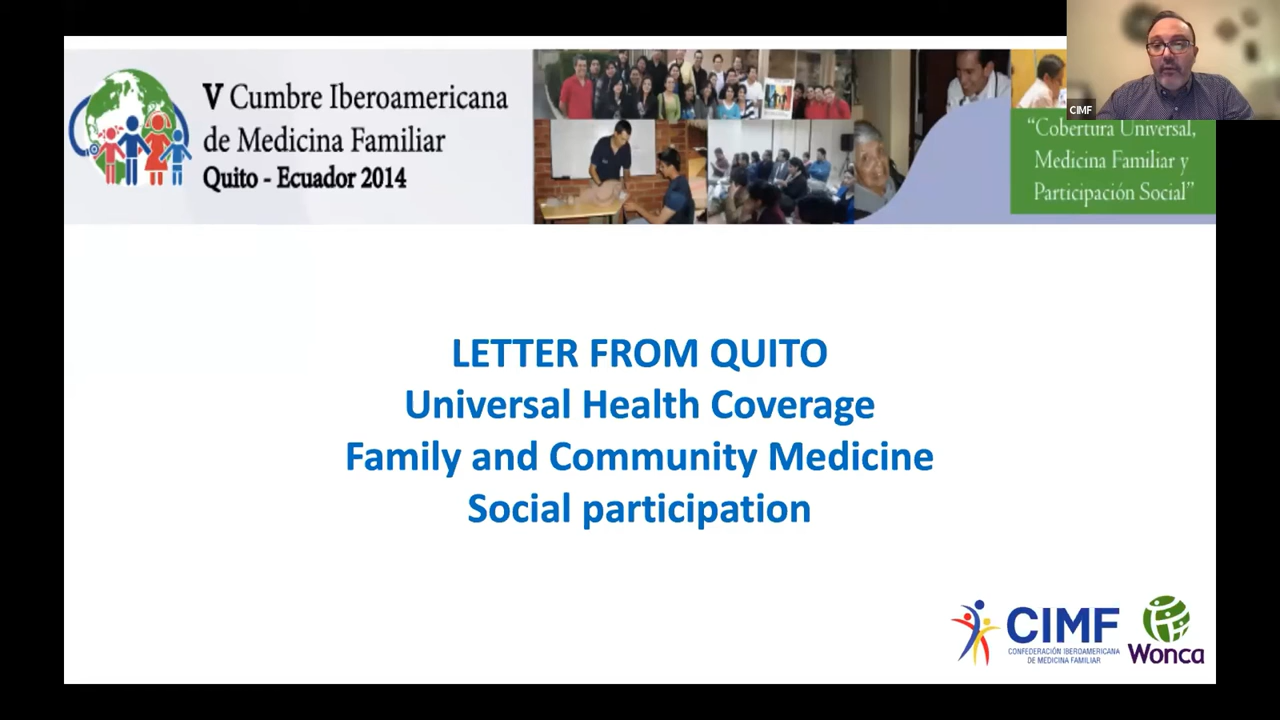 V Cumbre Iberoamericana
de Medicina Familiar
Quito - Ecuador 2014
CIMF
“Cobertura Universal,
Medicina Familiar y
Participación Social”
LETTER FROM QUITO
Universal Health Coverage
Family and Community Medicine
Social participation
CIMF
CONFEDERACIÓN IBEROAMERICANA
DE MEDICINA FAMILIAR
Wonca